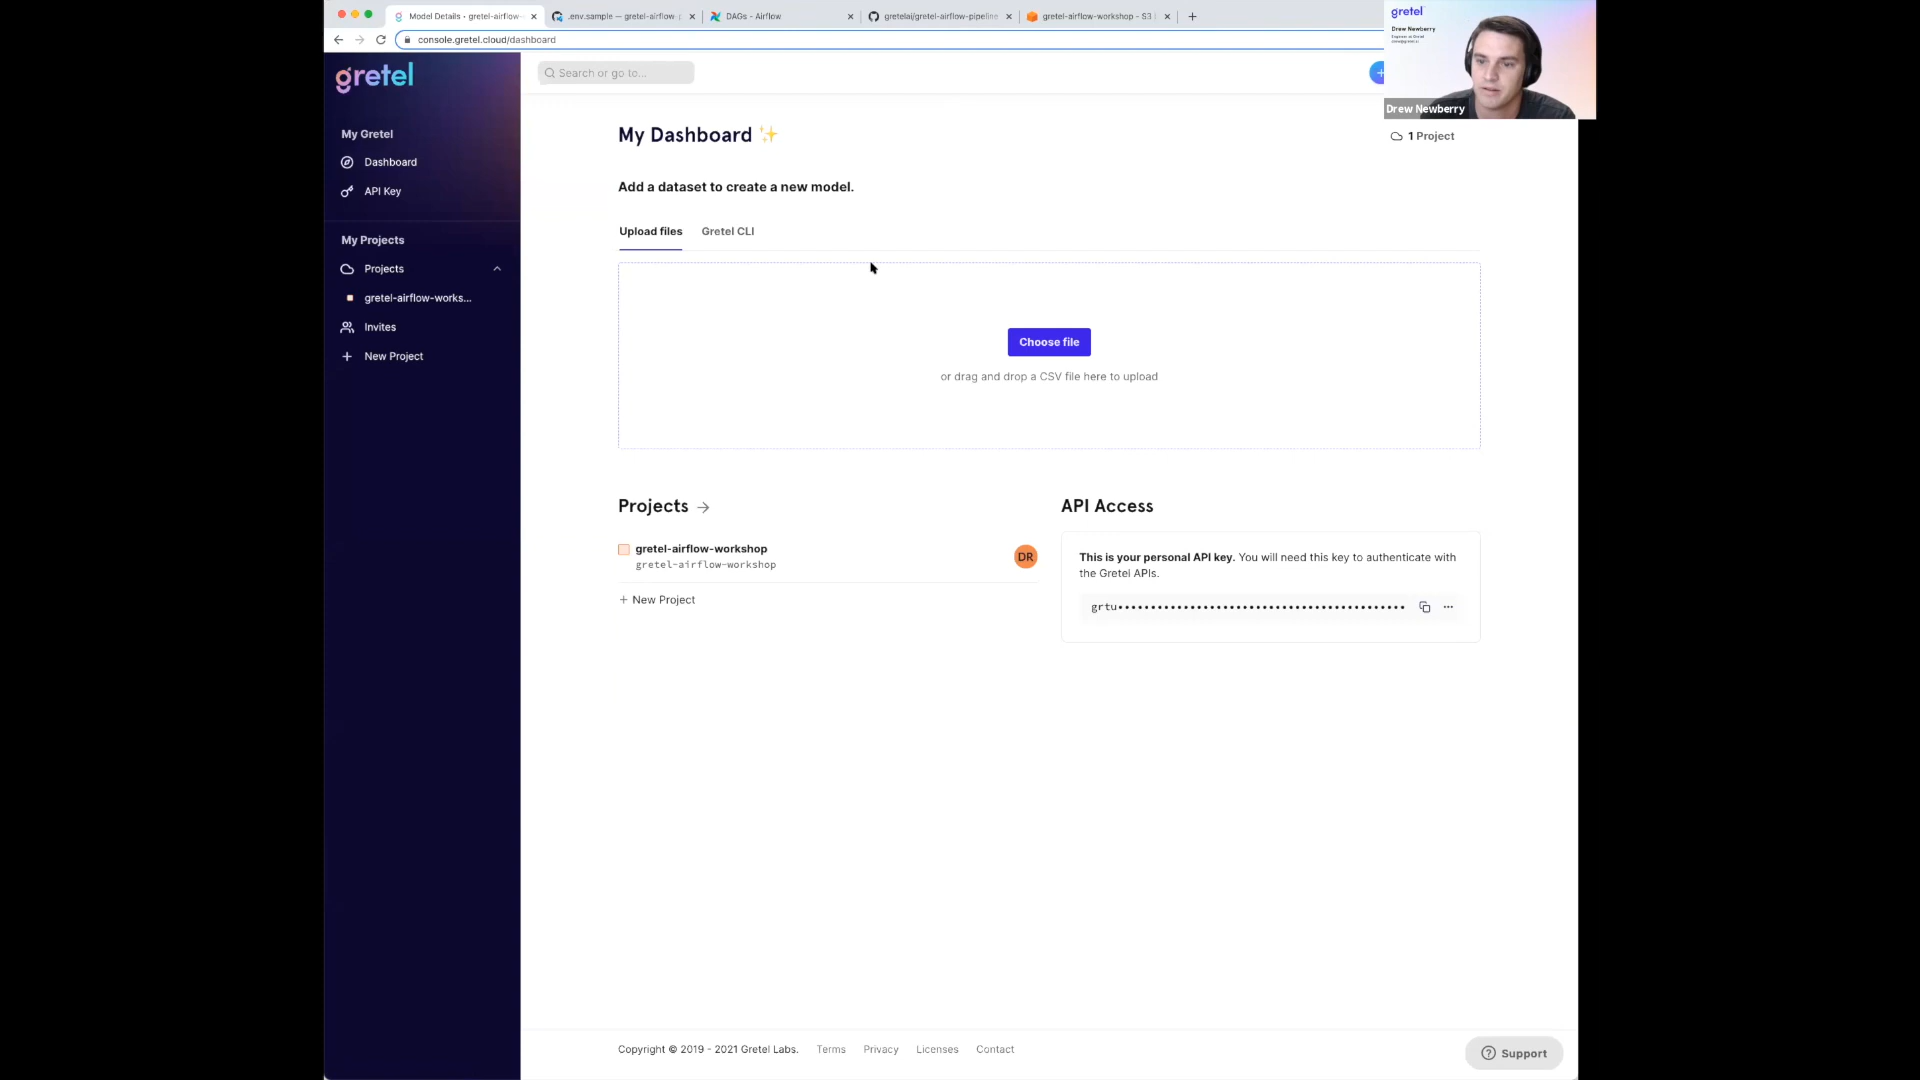 Model Details • gretel-airflow-
.env.sample — gretel-airflow-p
DAGs - Airflow
gretelai/gretel-airflow-pipeline
gretel-airflow-workshop - S3
console.gretel.cloud/dashboard
gretel
Drew Newberry
Engineer at Gretel
Drew Newberry
gretel
Search or go to...
My Gretel
Dashboard
API Key
My Projects
Projects
gretel-airflow-works...
Invites
New Project
My Dashboard ✨
1 Project
Add a dataset to create a new model.
Upload files
Gretel CLI
Choose file
or drag and drop a CSV file here to upload
Projects →
gretel-airflow-workshop
gretel-airflow-workshop
DR
+ New Project
API Access
This is your personal API key. You will need this key to authenticate with
the Gretel APIs.
grtu••••••••••••••••••••••••••••••••••••••••••••
Copyright © 2019 - 2021 Gretel Labs.
Terms
Privacy
Licenses
Contact
Support